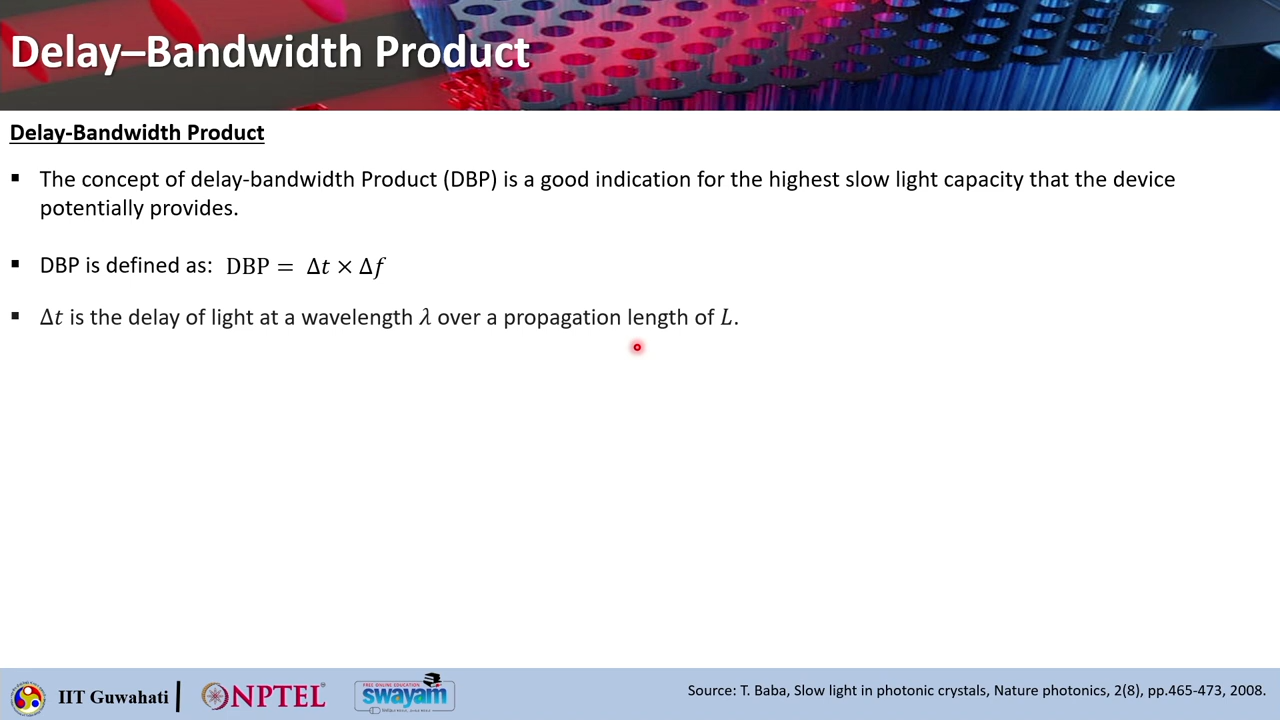 Delay–Bandwidth Product
Delay-Bandwidth Product
▪ The concept of delay-bandwidth Product (DBP) is a good indication for the highest slow light capacity that the device
potentially provides.
▪ DBP is defined as: DBP = Δt × Δf
▪ Δt is the delay of light at a wavelength λ over a propagation length of L.
IIT Guwahati
NPTEL
FREE ONLINE EDUCATION
swayam
Source: T. Baba, Slow light in photonic crystals, Nature photonics, 2(8), pp.465-473, 2008.